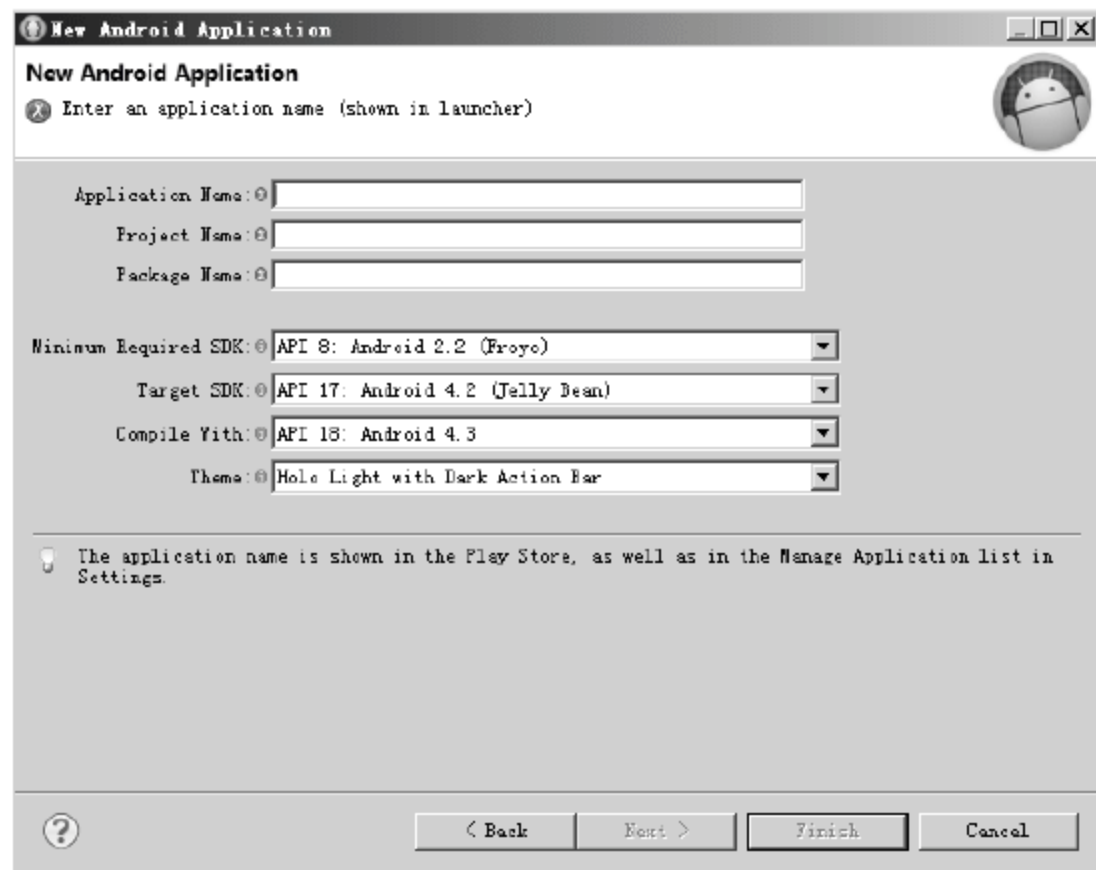 New Android Application
New Android Application
Enter an application name (shown in launcher)
Application Name:
Project Name:
Package Name:
Minimum Required SDK: API 8: Android 2.2 (Froyo)
Target SDK: API 17: Android 4.2 (Jelly Bean)
Compile With: API 18: Android 4.3
Theme: Holo Light with Dark Action Bar
The application name is shown in the Play Store, as well as in the Manage Application list in
Settings.
? < Back Next > Finish Cancel